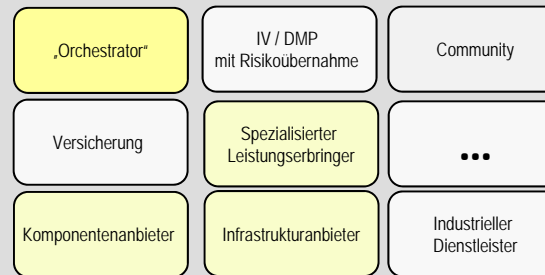 „Orchestrator“
IV / DMP
mit Risikoübernahme
Community
Versicherung
Spezialisierter
Leistungserbringer
...
Komponentenanbieter
Infrastrukturanbieter
Industrieller
Dienstleister